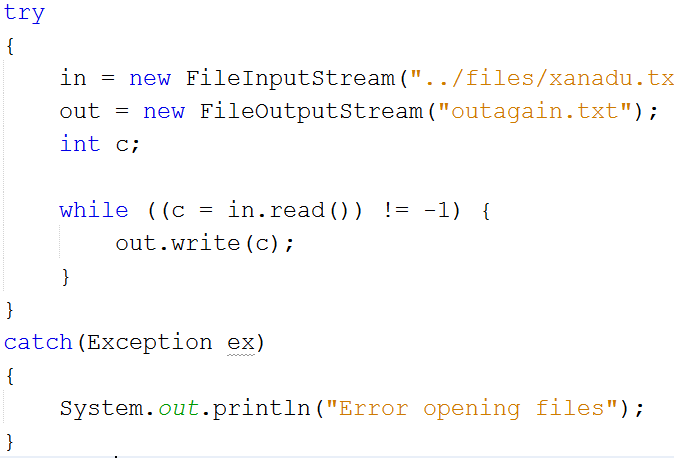 try
{
    in = new FileInputStream("../files/xanadu.tx
    out = new FileOutputStream("outagain.txt");
    int c;

    while ((c = in.read()) != -1) {
        out.write(c);
    }
}
catch(Exception ex)
{
    System.out.println("Error opening files");
}